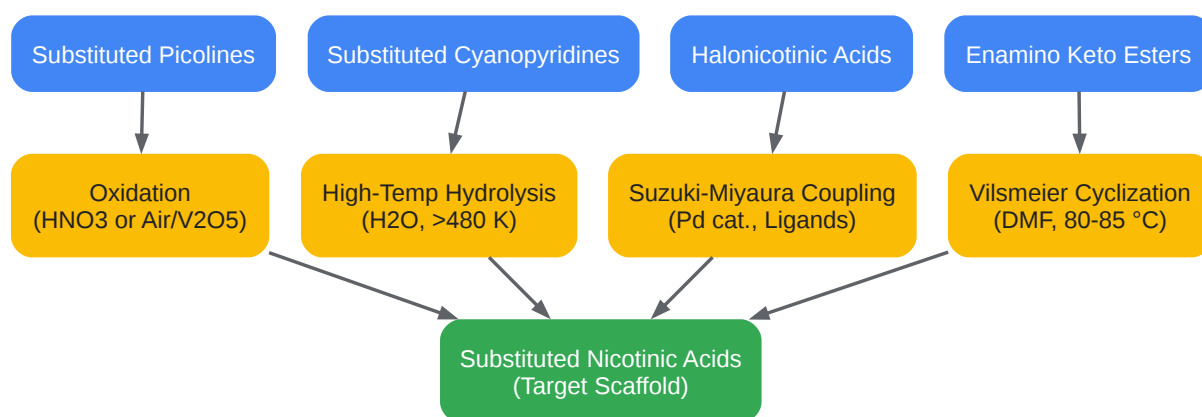 Substituted Picolines
Substituted Cyanopyridines
Halonicotinic Acids
Enamino Keto Esters
Oxidation
(HNO3 or Air/V2O5)
High-Temp Hydrolysis
(H2O, >480 K)
Suzuki-Miyaura Coupling
(Pd cat., Ligands)
Vilsmeier Cyclization
(DMF, 80-85 °C)
Substituted Nicotinic Acids
(Target Scaffold)